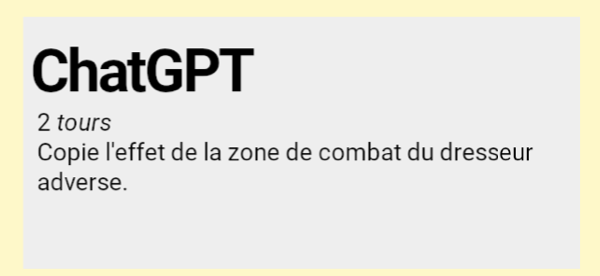 ChatGPT
2 tours
Copie l'effet de la zone de combat du dresseur
adverse.